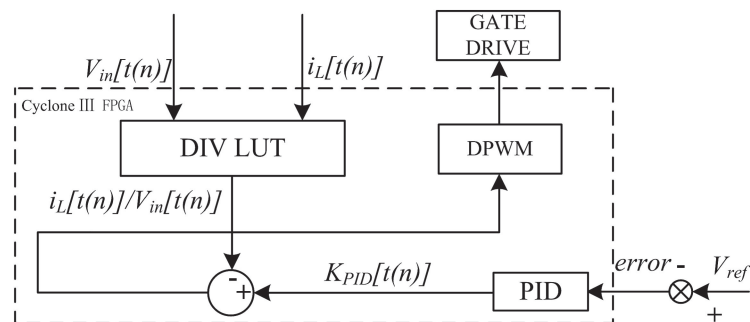 GATE
DRIVE
V_in[t(n)]
i_L[t(n)]
Cyclone III FPGA
DIV LUT
DPWM
i_L[t(n)]/V_in[t(n)]
K_PID[t(n)]
error
-
V_ref
-
+
PID
+